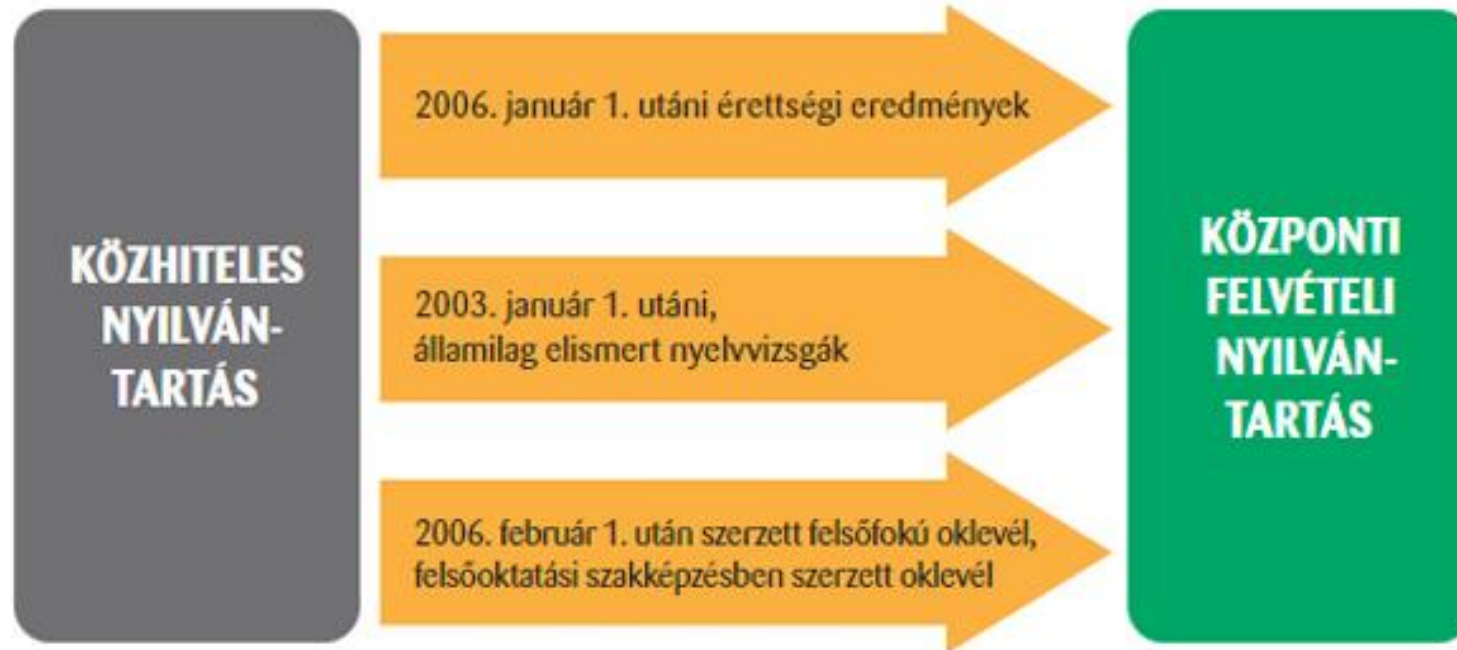 KÖZHITELES
NYILVÁN-
TARTÁS
2006. január 1. utáni érettségi eredmények
2003. január 1. utáni,
államilag elismert nyelvvizsgák
2006. február 1. után szerzett felsőfokú oklevél,
felsőoktatási szakképzésben szerzett oklevél
KÖZPONTI
FELVÉTELI
NYILVÁN-
TARTÁS